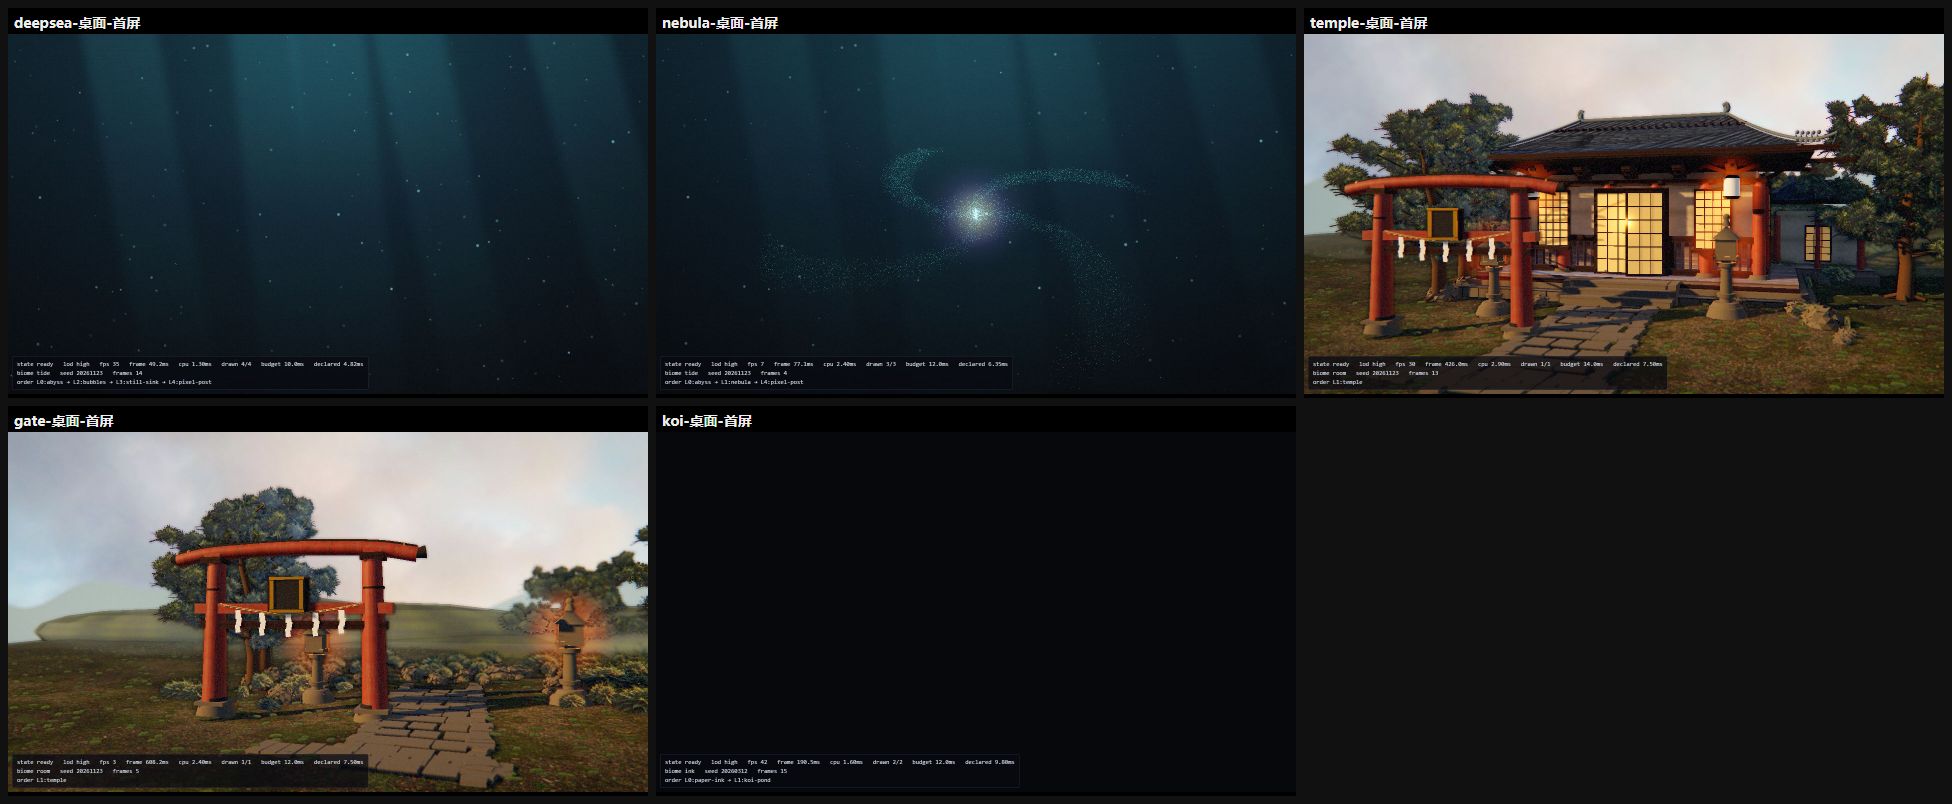 deepsea-桌面-首屏
state ready lod high fps 35 frame 49.2ms cpu 1.30ms drawn 4/4 budget 10.0ms declared 4.82ms
biome tide seed 20261123 frames 14
order L0:abyss → L2:bubbles → L3:still-sink → L4:pixel-post
nebula-桌面-首屏
state ready lod high fps 7 frame 77.1ms cpu 2.40ms drawn 3/3 budget 12.0ms declared 6.35ms
biome tide seed 20261123 frames 4
order L0:abyss → L1:nebula → L4:pixel-post
temple-桌面-首屏
state ready lod high fps 30 frame 426.0ms cpu 2.90ms drawn 1/1 budget 14.0ms declared 7.50ms
biome room seed 20261123 frames 13
order L1:temple
gate-桌面-首屏
state ready lod high fps 3 frame 608.2ms cpu 2.40ms drawn 1/1 budget 12.0ms declared 7.50ms
biome room seed 20261123 frames 5
order L1:temple
koi-桌面-首屏
state ready lod high fps 42 frame 190.5ms cpu 1.60ms drawn 2/2 budget 12.0ms declared 9.80ms
biome ink seed 20260312 frames 15
order L0:paper-ink → L1:koi-pond